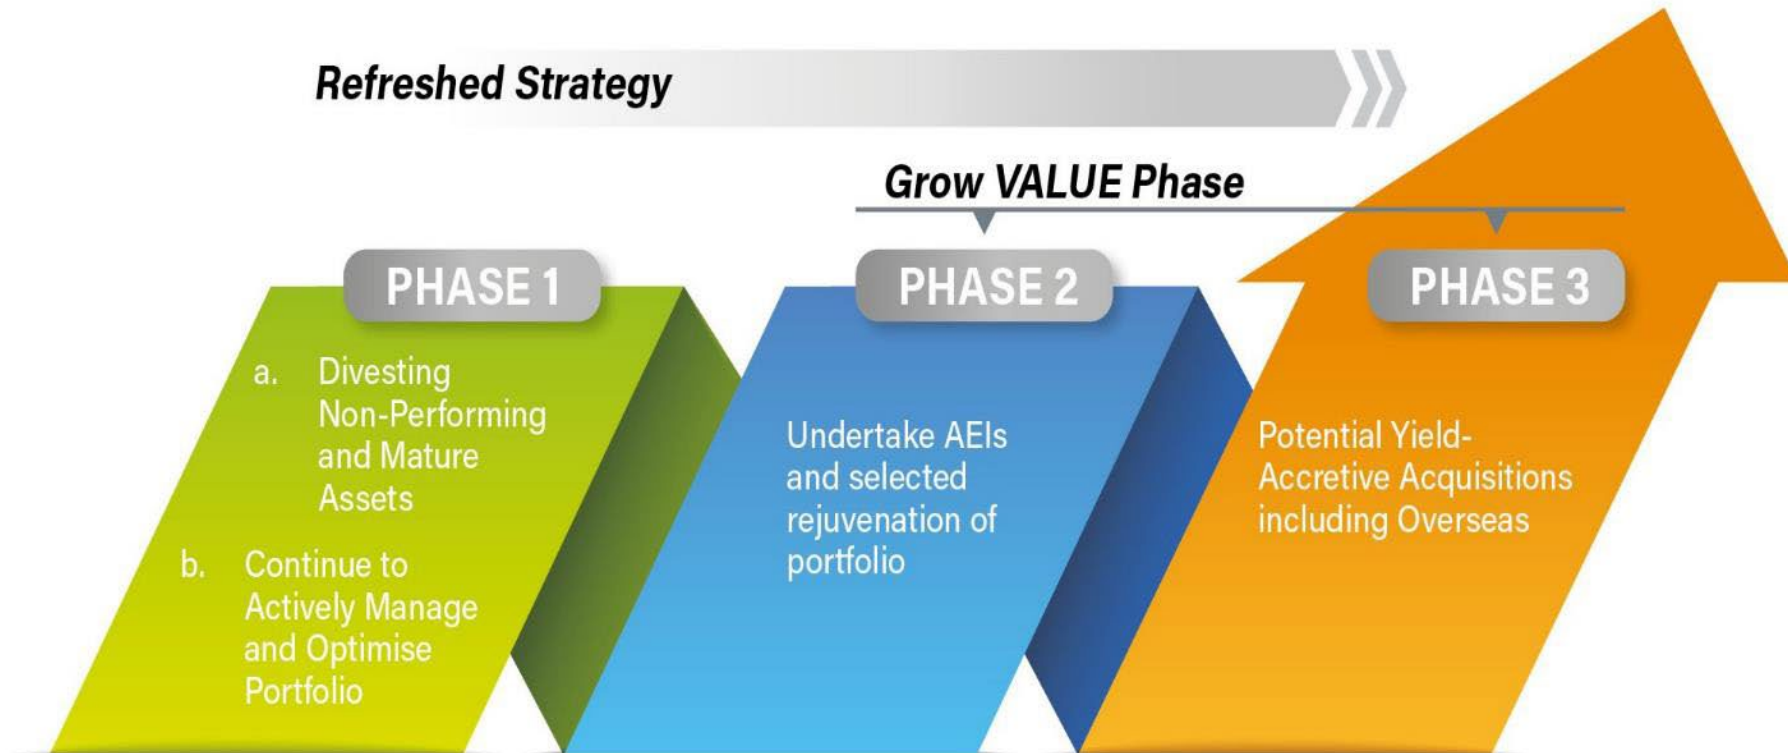 Refreshed Strategy
Grow VALUE Phase
PHASE 1
a. Divesting
Non-Performing
and Mature
Assets
b. Continue to
Actively Manage
and Optimise
Portfolio
PHASE 2
Undertake AEIs
and selected
rejuvenation of
portfolio
PHASE 3
Potential Yield-
Accretive Acquisitions
including Overseas